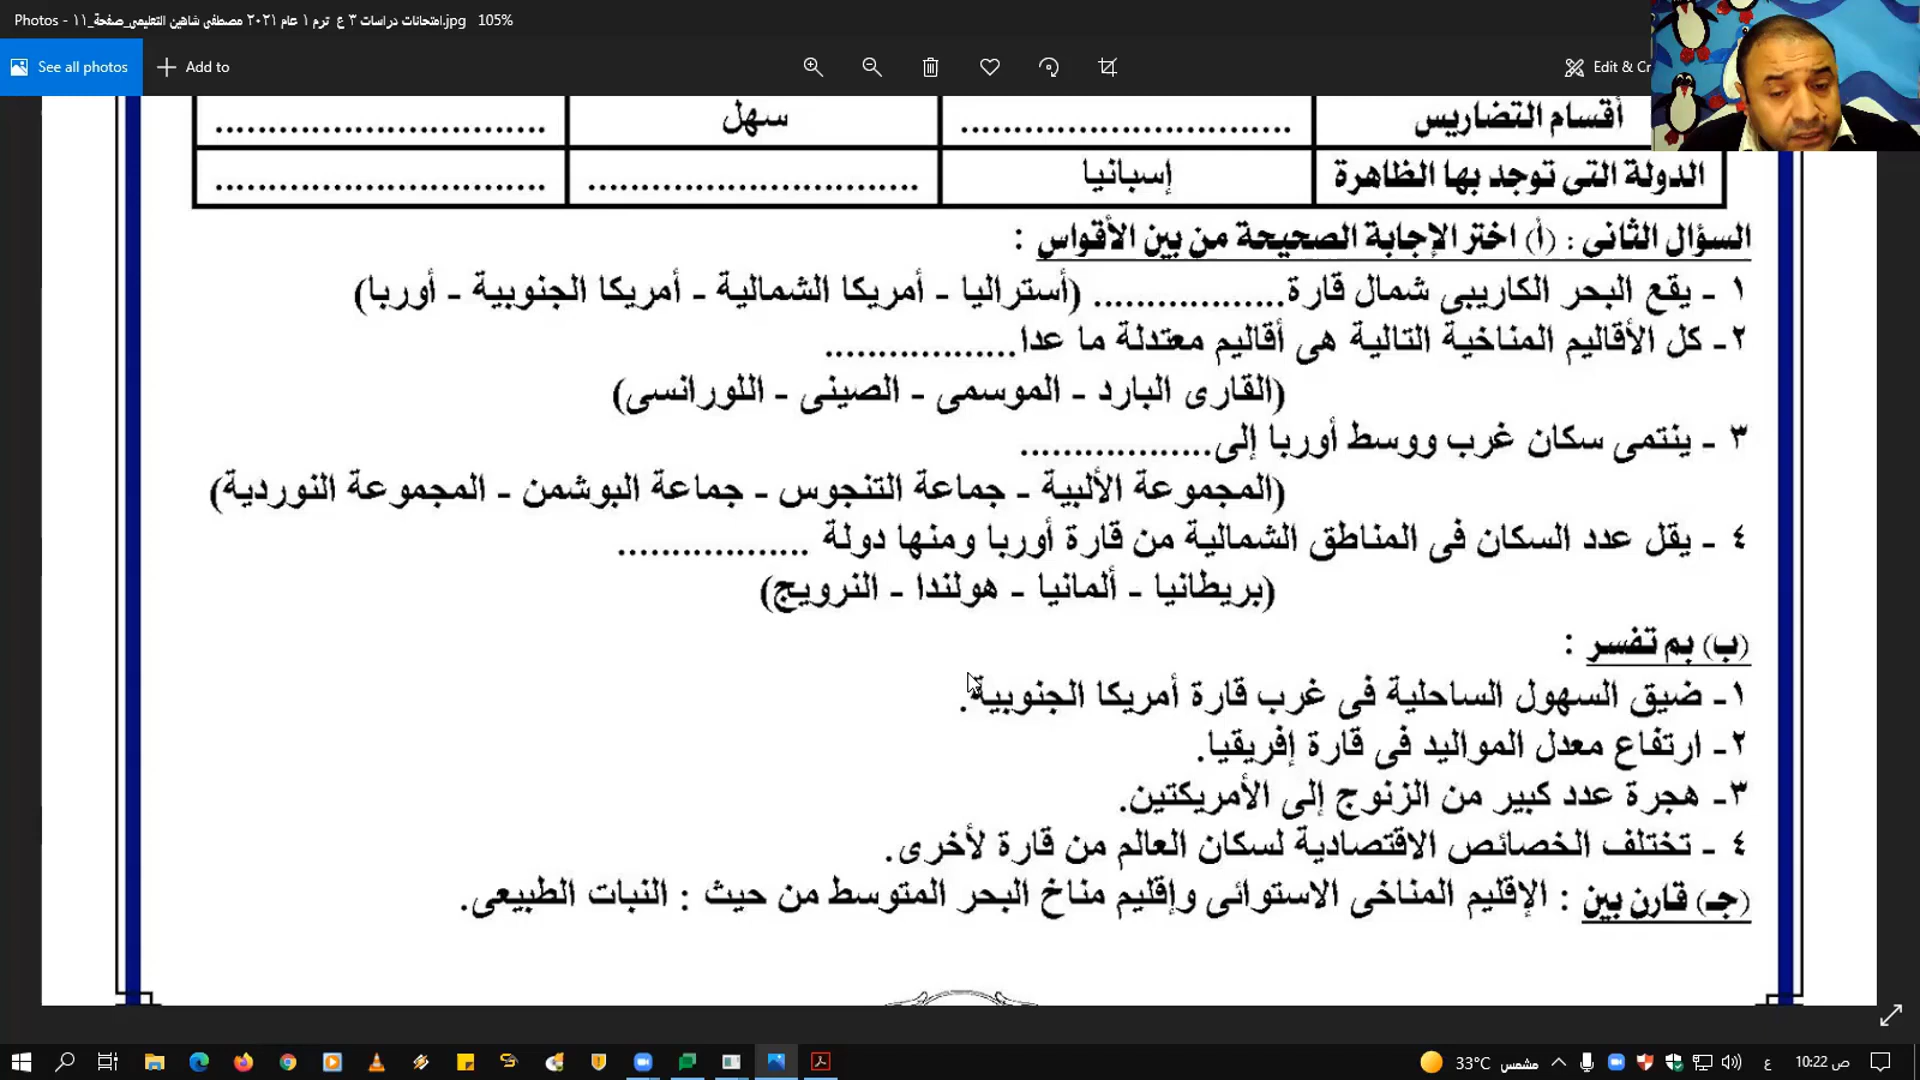 Photos - امتحانات دراسات ٣ ع ترم ١ عام ٢٠٢١ مصطفى شاهين التعليمى_صفحة_١١.jpg 105%
See all photos
Add to
Edit & Cr
أقسام التضاريس .............................. سهل ..............................
الدولة التى توجد بها الظاهرة إسبانيا .............................. ..............................
السؤال الثانى : (أ) اختر الإجابة الصحيحة من بين الأقواس :
١ - يقع البحر الكاريبى شمال قارة.................. (أستراليا - أمريكا الشمالية - أمريكا الجنوبية - أوربا)
٢- كل الأقاليم المناخية التالية هى أقاليم معتدلة ما عدا..................
(القارى البارد - الموسمى - الصينى - اللورانسى)
٣ - ينتمى سكان غرب ووسط أوربا إلى..................
(المجموعة الألبية - جماعة التنجوس - جماعة البوشمن - المجموعة النوردية)
٤ - يقل عدد السكان فى المناطق الشمالية من قارة أوربا ومنها دولة ..................
(بريطانيا - ألمانيا - هولندا - النرويج)
(ب) بم تفسر :
١- ضيق السهول الساحلية فى غرب قارة أمريكا الجنوبية.
٢- ارتفاع معدل المواليد فى قارة إفريقيا.
٣- هجرة عدد كبير من الزنوج إلى الأمريكتين.
٤ - تختلف الخصائص الاقتصادية لسكان العالم من قارة لأخرى.
(جـ) قارن بين : الإقليم المناخى الاستوائى وإقليم مناخ البحر المتوسط من حيث : النبات الطبيعى.
33°C مشمس ع 10:22 ص